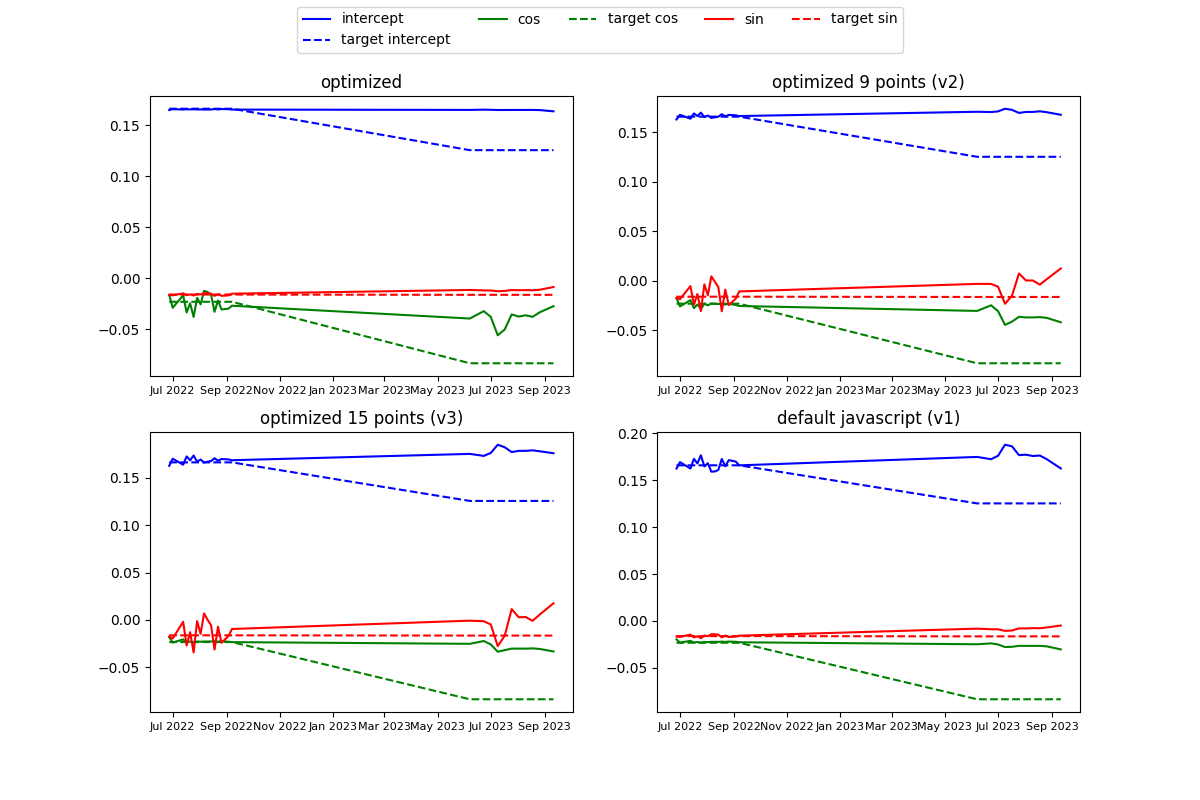 intercept cos target cos sin target sin
target intercept
optimized
0.15
0.10
0.05
0.00
−0.05
Jul 2022 Sep 2022 Nov 2022 Jan 2023 Mar 2023 May 2023 Jul 2023 Sep 2023
optimized 9 points (v2)
0.15
0.10
0.05
0.00
−0.05
Jul 2022 Sep 2022 Nov 2022 Jan 2023 Mar 2023 May 2023 Jul 2023 Sep 2023
optimized 15 points (v3)
0.15
0.10
0.05
0.00
−0.05
Jul 2022 Sep 2022 Nov 2022 Jan 2023 Mar 2023 May 2023 Jul 2023 Sep 2023
default javascript (v1)
0.20
0.15
0.10
0.05
0.00
−0.05
Jul 2022 Sep 2022 Nov 2022 Jan 2023 Mar 2023 May 2023 Jul 2023 Sep 2023